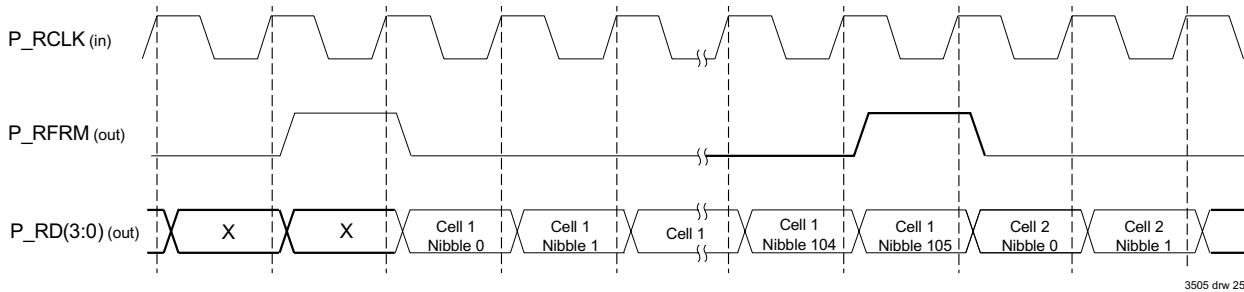 P_RCLK (in)
P_RFRM (out)
P_RD(3:0) (out)
X
X
Cell 1
Nibble 0
Cell 1
Nibble 1
Cell 1
Cell 1
Nibble 104
Cell 1
Nibble 105
Cell 2
Nibble 0
Cell 2
Nibble 1
3505 drw 25